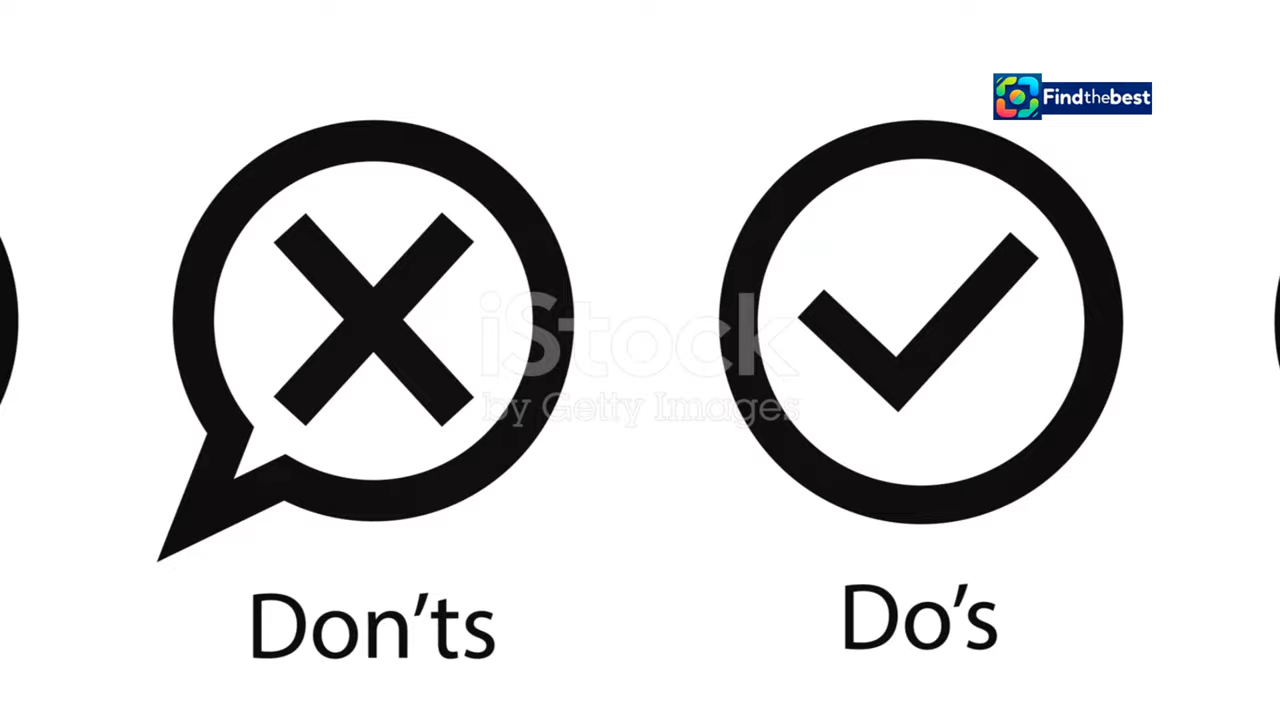 Findthebest
iStock
by Getty Images
Don’ts
Do’s